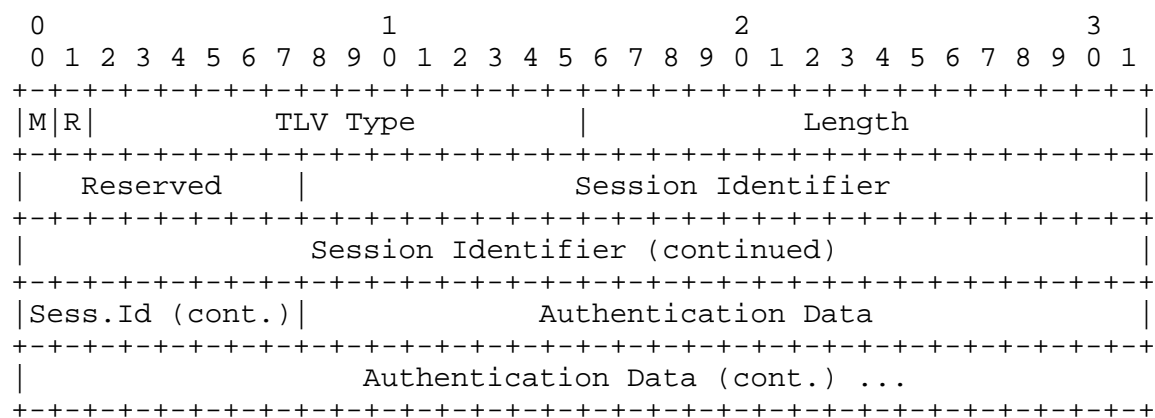 0                   1                   2                   3
 0 1 2 3 4 5 6 7 8 9 0 1 2 3 4 5 6 7 8 9 0 1 2 3 4 5 6 7 8 9 0 1
+-+-+-+-+-+-+-+-+-+-+-+-+-+-+-+-+-+-+-+-+-+-+-+-+-+-+-+-+-+-+-+-+
|M|R|          TLV Type         |            Length             |
+-+-+-+-+-+-+-+-+-+-+-+-+-+-+-+-+-+-+-+-+-+-+-+-+-+-+-+-+-+-+-+-+
|   Reserved    |               Session Identifier              |
+-+-+-+-+-+-+-+-+-+-+-+-+-+-+-+-+-+-+-+-+-+-+-+-+-+-+-+-+-+-+-+-+
|                Session Identifier (continued)                 |
+-+-+-+-+-+-+-+-+-+-+-+-+-+-+-+-+-+-+-+-+-+-+-+-+-+-+-+-+-+-+-+-+
|Sess.Id (cont.)|             Authentication Data               |
+-+-+-+-+-+-+-+-+-+-+-+-+-+-+-+-+-+-+-+-+-+-+-+-+-+-+-+-+-+-+-+-+
|                   Authentication Data (cont.) ...
+-+-+-+-+-+-+-+-+-+-+-+-+-+-+-+-+-+-+-+-+-+-+-+-+-+-+-+-+-+-+-+-+